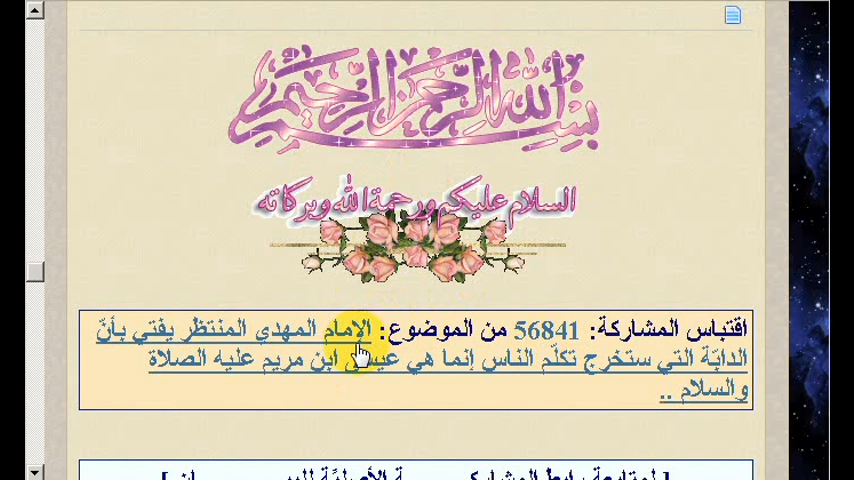 بسم الله الرحمن الرحيم
السلام عليكم ورحمة الله وبركاته
اقتباس المشاركة: 56841 من الموضوع: الإمام المهدي المنتظر يفتي بأنّ
الدابّة التي ستخرج تكلّم الناس إنما هي عيسى ابن مريم عليه الصلاة
والسلام ..